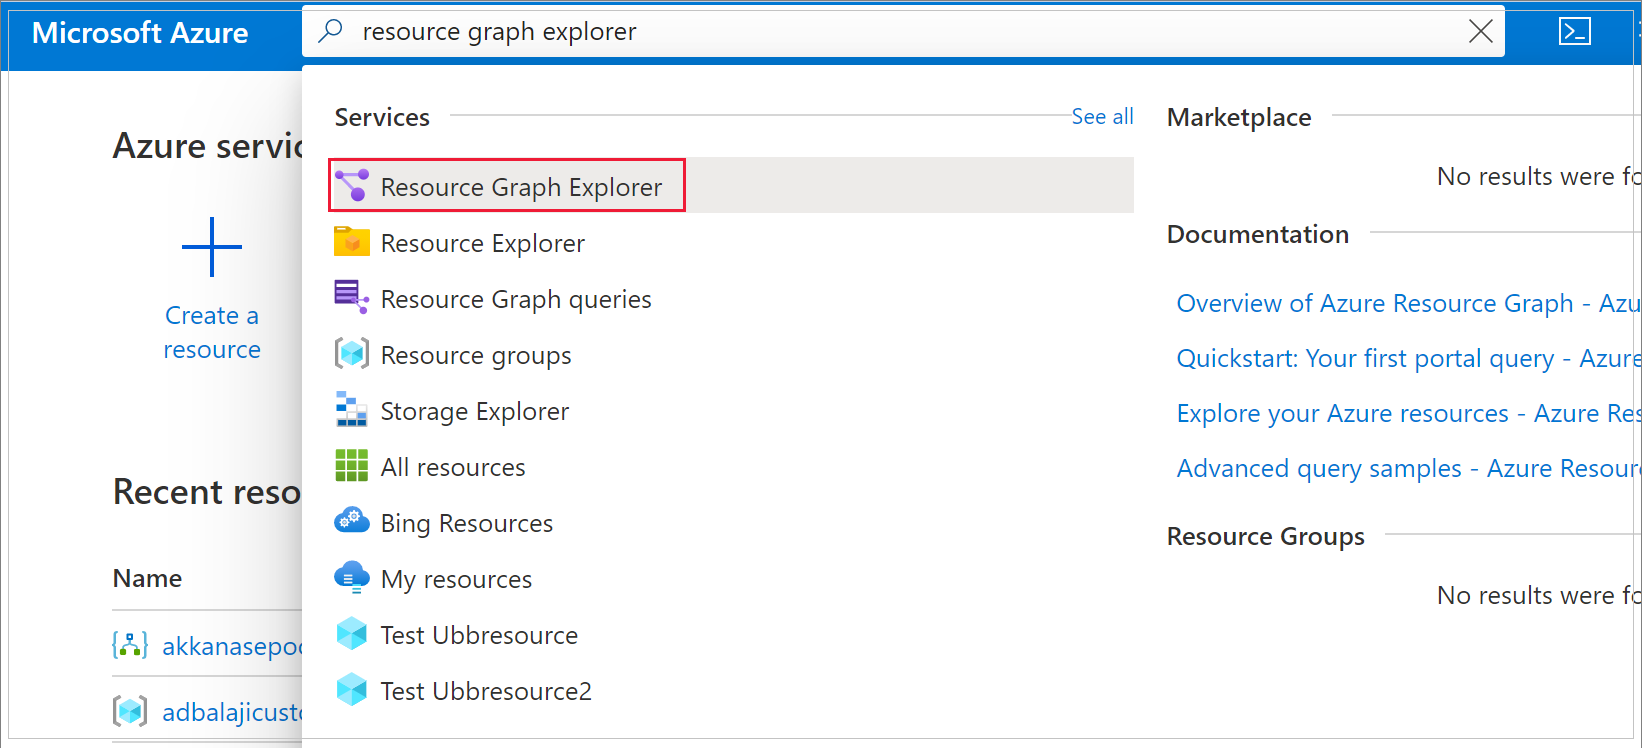 Microsoft Azure
resource graph explorer
Azure servic
Create a
resource
Recent reso
Name
akkanasepoc
adbalajicusto
Services
See all
Resource Graph Explorer
Resource Explorer
Resource Graph queries
Resource groups
Storage Explorer
All resources
Bing Resources
My resources
Test Ubbresource
Test Ubbresource2
Marketplace
No results were fo
Documentation
Overview of Azure Resource Graph - Azu
Quickstart: Your first portal query - Azure
Explore your Azure resources - Azure Res
Advanced query samples - Azure Resour
Resource Groups
No results were fo